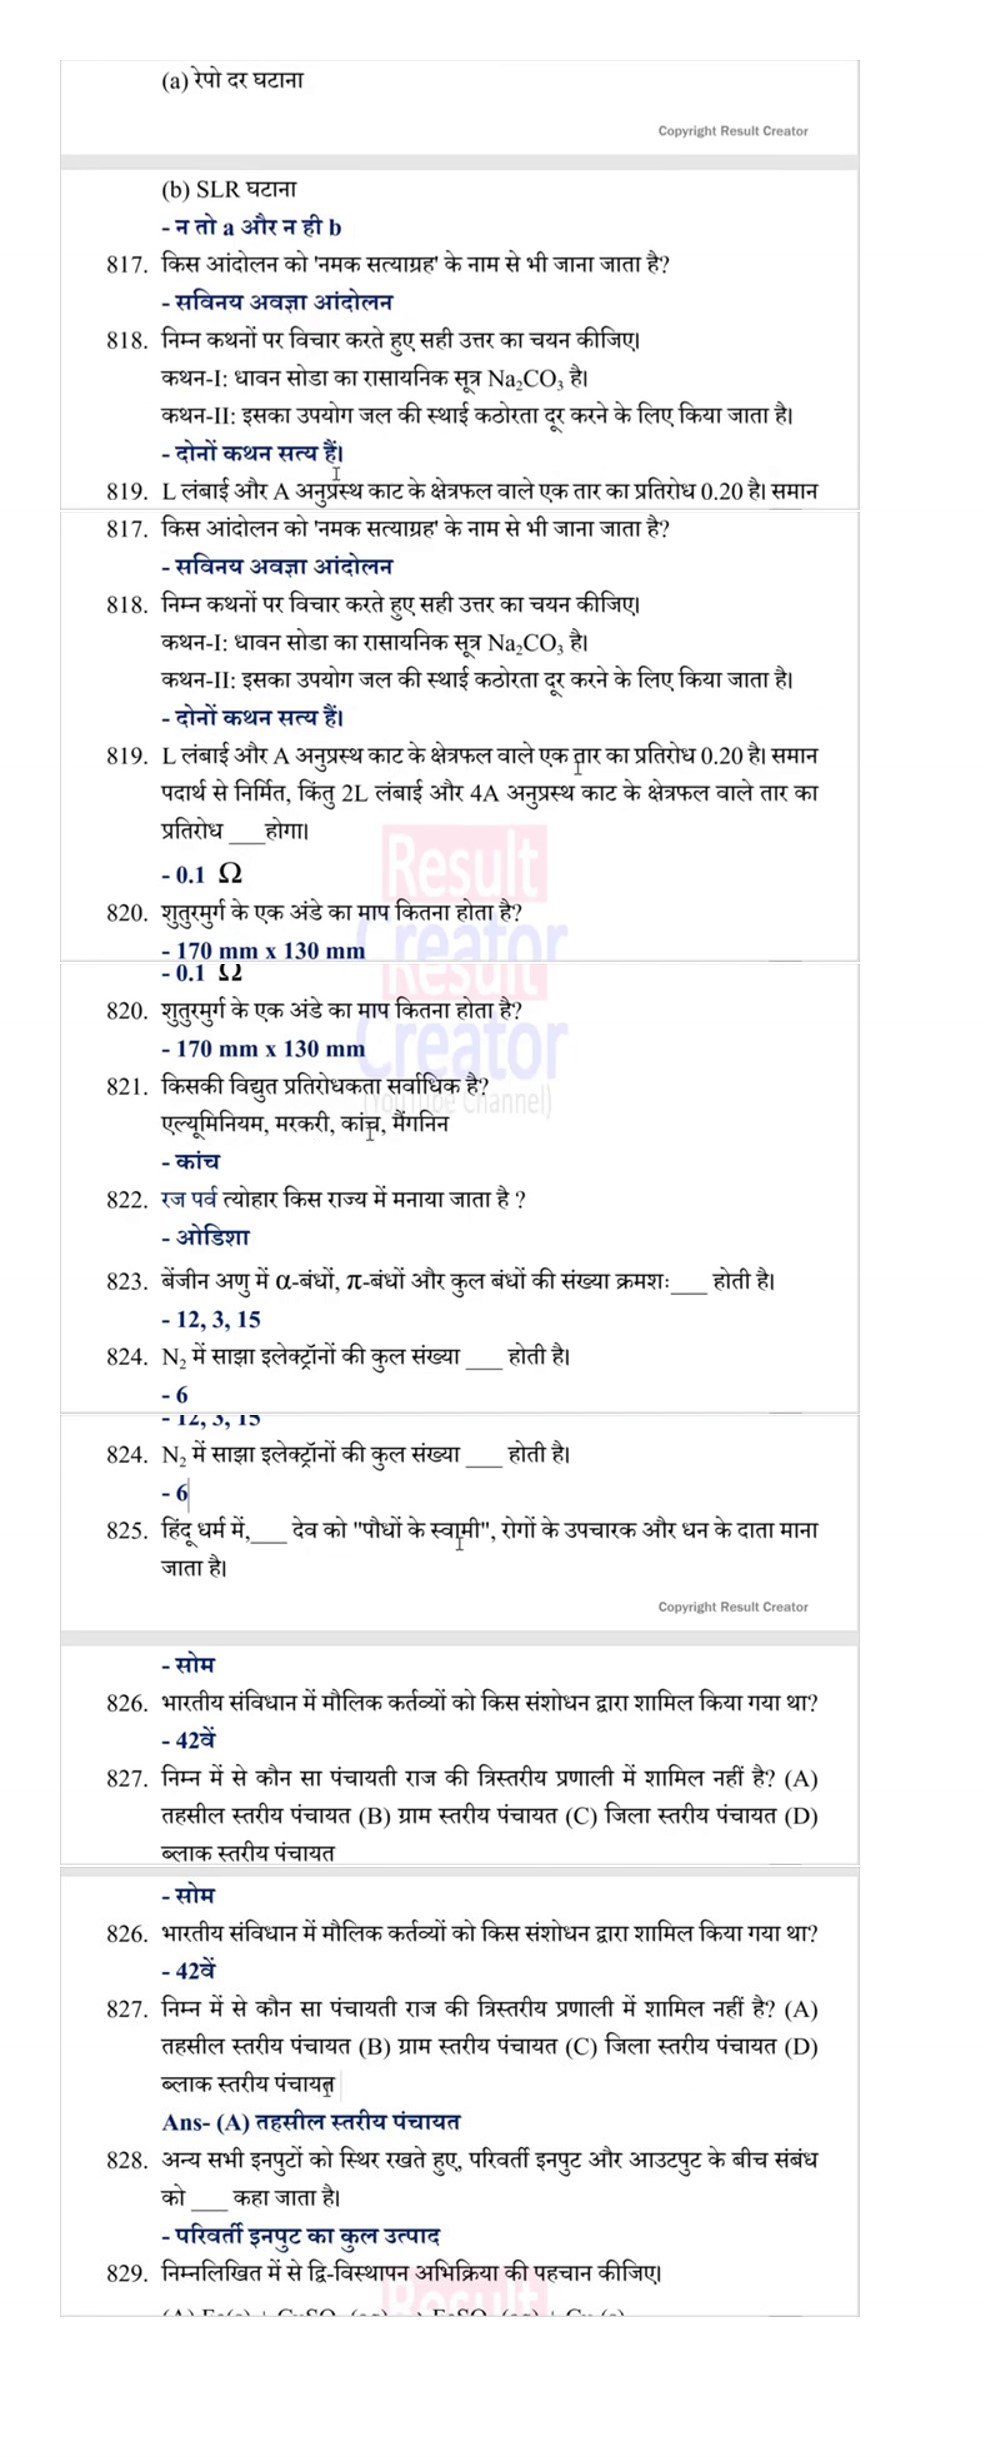 (a) रेपो दर घटाना
Copyright Result Creator
(b) SLR घटाना
- न तो a और न ही b
817. किस आंदोलन को 'नमक सत्याग्रह' के नाम से भी जाना जाता है?
- सविनय अवज्ञा आंदोलन
818. निम्न कथनों पर विचार करते हुए सही उत्तर का चयन कीजिए।
कथन-I: धावन सोडा का रासायनिक सूत्र Na₂CO₃ है।
कथन-II: इसका उपयोग जल की स्थाई कठोरता दूर करने के लिए किया जाता है।
- दोनों कथन सत्य हैं।
819. L लंबाई और A अनुप्रस्थ काट के क्षेत्रफल वाले एक तार का प्रतिरोध 0.20 है। समान
817. किस आंदोलन को 'नमक सत्याग्रह' के नाम से भी जाना जाता है?
- सविनय अवज्ञा आंदोलन
818. निम्न कथनों पर विचार करते हुए सही उत्तर का चयन कीजिए।
कथन-I: धावन सोडा का रासायनिक सूत्र Na₂CO₃ है।
कथन-II: इसका उपयोग जल की स्थाई कठोरता दूर करने के लिए किया जाता है।
- दोनों कथन सत्य हैं।
819. L लंबाई और A अनुप्रस्थ काट के क्षेत्रफल वाले एक तार का प्रतिरोध 0.20 है। समान
पदार्थ से निर्मित, किंतु 2L लंबाई और 4A अनुप्रस्थ काट के क्षेत्रफल वाले तार का
प्रतिरोध ___होगा।
Result
- 0.1 Ω
820. शुतुरमुर्ग के एक अंडे का माप कितना होता है?
Creator
- 170 mm x 130 mm
- 0.1 Ω
Result
820. शुतुरमुर्ग के एक अंडे का माप कितना होता है?
Creator
- 170 mm x 130 mm
821. किसकी विद्युत प्रतिरोधकता सर्वाधिक है?
(YouTube Channel)
एल्यूमिनियम, मरकरी, कांच, मैंगनिन
- कांच
822. रज पर्व त्योहार किस राज्य में मनाया जाता है ?
- ओडिशा
823. बेंजीन अणु में α-बंधों, π-बंधों और कुल बंधों की संख्या क्रमशः___ होती है।
- 12, 3, 15
824. N₂ में साझा इलेक्ट्रॉनों की कुल संख्या ___ होती है।
- 6
- 12, 3, 15
824. N₂ में साझा इलेक्ट्रॉनों की कुल संख्या ___ होती है।
- 6
825. हिंदू धर्म में,___ देव को "पौधों के स्वामी", रोगों के उपचारक और धन के दाता माना
जाता है।
Copyright Result Creator
- सोम
826. भारतीय संविधान में मौलिक कर्तव्यों को किस संशोधन द्वारा शामिल किया गया था?
- 42वें
827. निम्न में से कौन सा पंचायती राज की त्रिस्तरीय प्रणाली में शामिल नहीं है? (A)
तहसील स्तरीय पंचायत (B) ग्राम स्तरीय पंचायत (C) जिला स्तरीय पंचायत (D)
ब्लाक स्तरीय पंचायत
- सोम
826. भारतीय संविधान में मौलिक कर्तव्यों को किस संशोधन द्वारा शामिल किया गया था?
- 42वें
827. निम्न में से कौन सा पंचायती राज की त्रिस्तरीय प्रणाली में शामिल नहीं है? (A)
तहसील स्तरीय पंचायत (B) ग्राम स्तरीय पंचायत (C) जिला स्तरीय पंचायत (D)
ब्लाक स्तरीय पंचायत
Ans- (A) तहसील स्तरीय पंचायत
828. अन्य सभी इनपुटों को स्थिर रखते हुए, परिवर्ती इनपुट और आउटपुट के बीच संबंध
को ___ कहा जाता है।
- परिवर्ती इनपुट का कुल उत्पाद
829. निम्नलिखित में से द्वि-विस्थापन अभिक्रिया की पहचान कीजिए।
Result